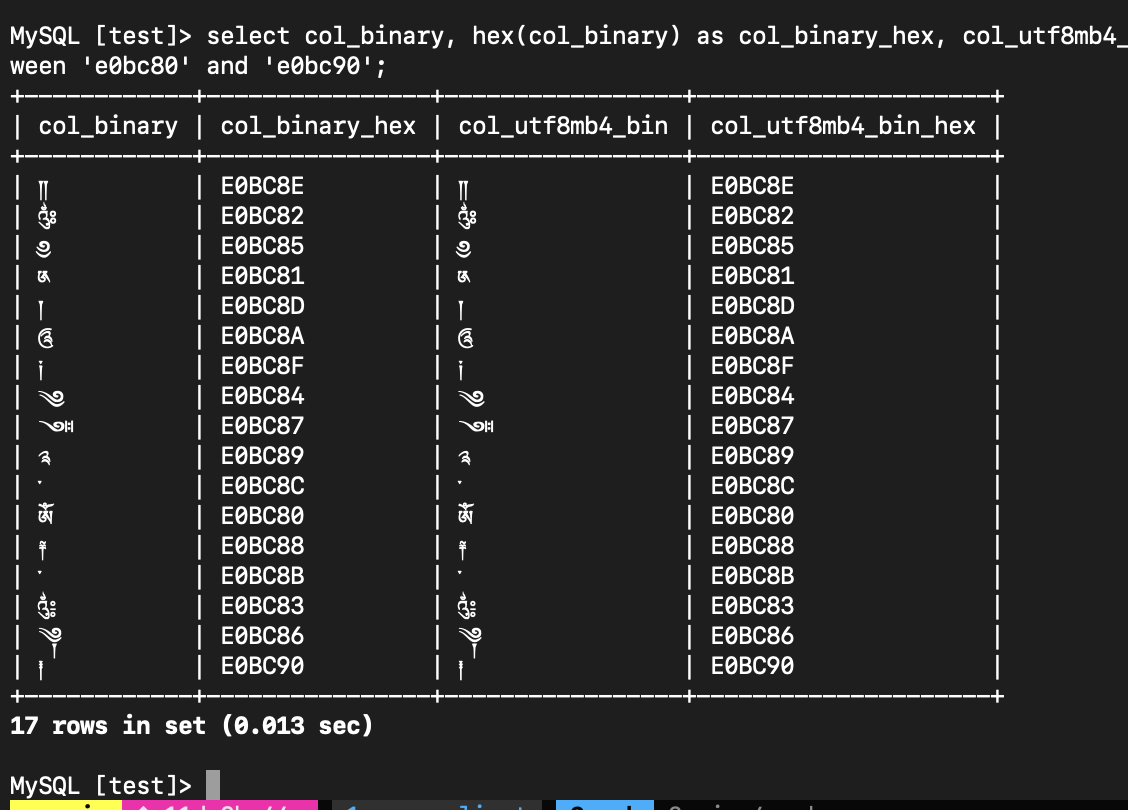 MySQL [test]> select col_binary, hex(col_binary) as col_binary_hex, col_utf8mb4_
ween 'e0bc80' and 'e0bc90';
+------------+----------------+-----------------+---------------------+
| col_binary | col_binary_hex | col_utf8mb4_bin | col_utf8mb4_bin_hex |
+------------+----------------+-----------------+---------------------+
| ༎ | E0BC8E | ༎ | E0BC8E |
| ༂ | E0BC82 | ༂ | E0BC82 |
| ༅ | E0BC85 | ༅ | E0BC85 |
| ༁ | E0BC81 | ༁ | E0BC81 |
| ། | E0BC8D | ། | E0BC8D |
| ༊ | E0BC8A | ༊ | E0BC8A |
| ༏ | E0BC8F | ༏ | E0BC8F |
| ༄ | E0BC84 | ༄ | E0BC84 |
| ༇ | E0BC87 | ༇ | E0BC87 |
| ༉ | E0BC89 | ༉ | E0BC89 |
| ༌ | E0BC8C | ༌ | E0BC8C |
| ༀ | E0BC80 | ༀ | E0BC80 |
| ༈ | E0BC88 | ༈ | E0BC88 |
| ་ | E0BC8B | ་ | E0BC8B |
| ༃ | E0BC83 | ༃ | E0BC83 |
| ༆ | E0BC86 | ༆ | E0BC86 |
| ༐ | E0BC90 | ༐ | E0BC90 |
+------------+----------------+-----------------+---------------------+
17 rows in set (0.013 sec)
MySQL [test]>